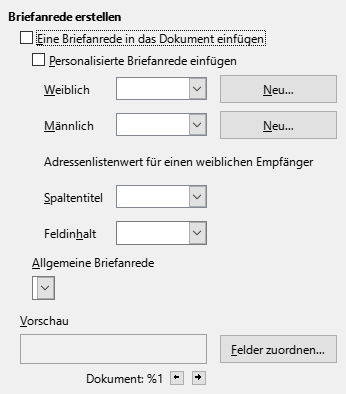 Briefanrede erstellen
Eine Briefanrede in das Dokument einfügen
Personalisierte Briefanrede einfügen
Weiblich Neu...
Männlich Neu...
Adressenlistenwert für einen weiblichen Empfänger
Spaltentitel
Feldinhalt
Allgemeine Briefanrede
Vorschau
Felder zuordnen...
Dokument: %1